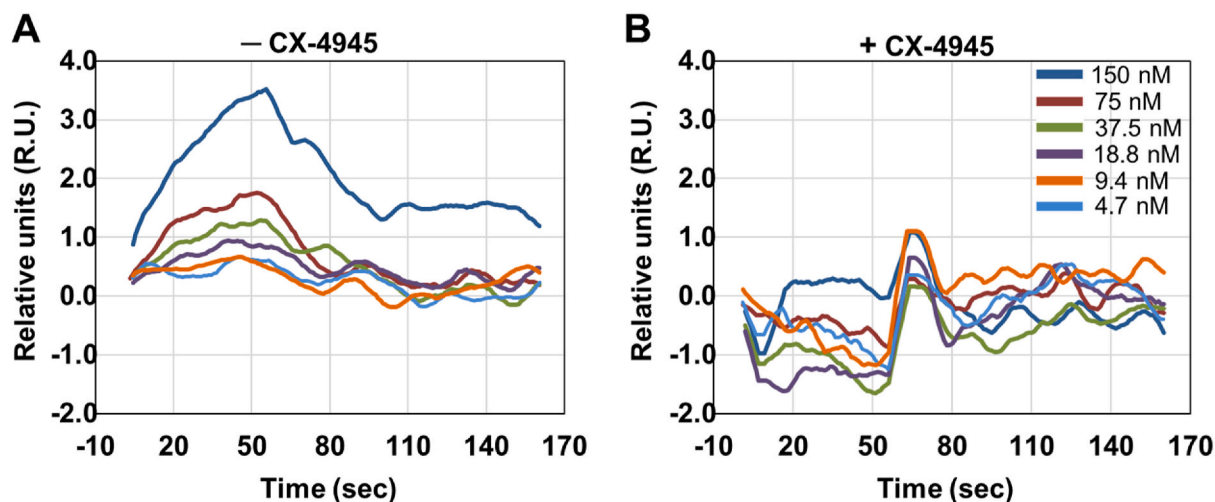 A
— CX-4945
4.0
3.0
2.0
1.0
0.0
-1.0
-2.0
Relative units (R.U.)
-10 20 50 80 110 140 170
Time (sec)
B
+ CX-4945
4.0
3.0
2.0
1.0
0.0
-1.0
-2.0
Relative units (R.U.)
-10 20 50 80 110 140 170
Time (sec)
150 nM
75 nM
37.5 nM
18.8 nM
9.4 nM
4.7 nM